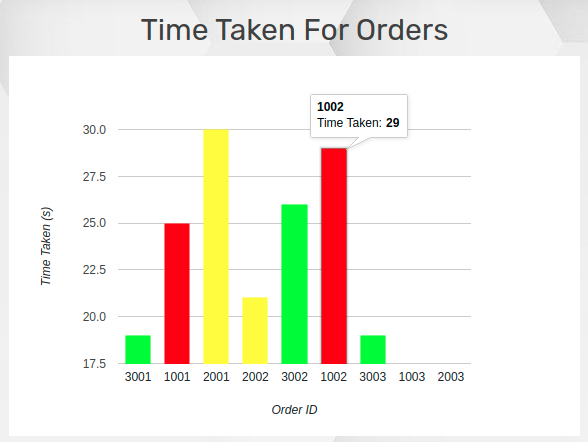 Time Taken For Orders
1002
Time Taken: 29
30.0
27.5
25.0
22.5
20.0
17.5
Time Taken (s)
3001 1001 2001 2002 3002 1002 3003 1003 2003
Order ID